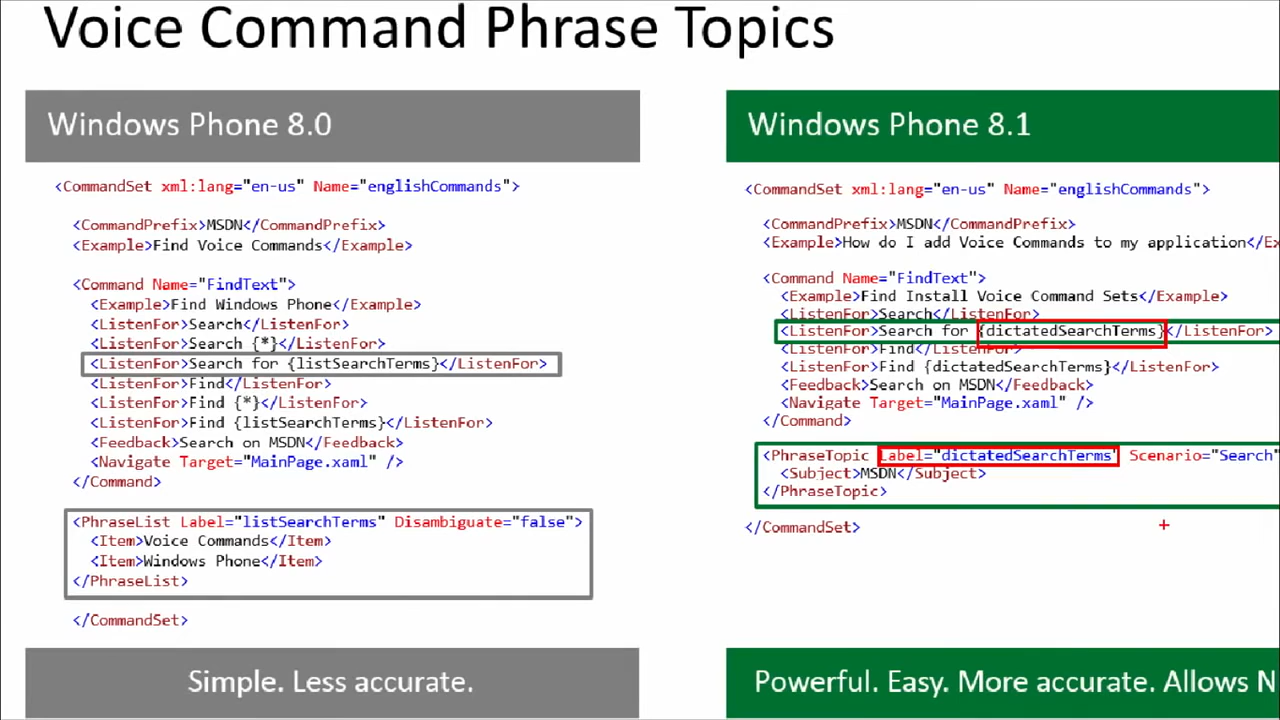 Voice Command Phrase Topics
Windows Phone 8.0
<CommandSet xml:lang="en-us" Name="englishCommands">
<CommandPrefix>MSDN</CommandPrefix>
<Example>Find Voice Commands</Example>
<Command Name="FindText">
<Example>Find Windows Phone</Example>
<ListenFor>Search</ListenFor>
<ListenFor>Search {*}</ListenFor>
<ListenFor>Search for {listSearchTerms}</ListenFor>
<ListenFor>Find</ListenFor>
<ListenFor>Find {*}</ListenFor>
<ListenFor>Find {listSearchTerms}</ListenFor>
<Feedback>Search on MSDN</Feedback>
<Navigate Target="MainPage.xaml" />
</Command>
<PhraseList Label="listSearchTerms" Disambiguate="false">
<Item>Voice Commands</Item>
<Item>Windows Phone</Item>
</PhraseList>
</CommandSet>
Simple. Less accurate.
Windows Phone 8.1
<CommandSet xml:lang="en-us" Name="englishCommands">
<CommandPrefix>MSDN</CommandPrefix>
<Example>How do I add Voice Commands to my application</Ex
<Command Name="FindText">
<Example>Find Install Voice Command Sets</Example>
<ListenFor>Search</ListenFor>
<ListenFor>Search for {dictatedSearchTerms}</ListenFor>
<ListenFor>Find</ListenFor>
<ListenFor>Find {dictatedSearchTerms}</ListenFor>
<Feedback>Search on MSDN</Feedback>
<Navigate Target="MainPage.xaml" />
</Command>
<PhraseTopic Label="dictatedSearchTerms" Scenario="Search"
<Subject>MSDN</Subject>
</PhraseTopic>
</CommandSet>
Powerful. Easy. More accurate. Allows N